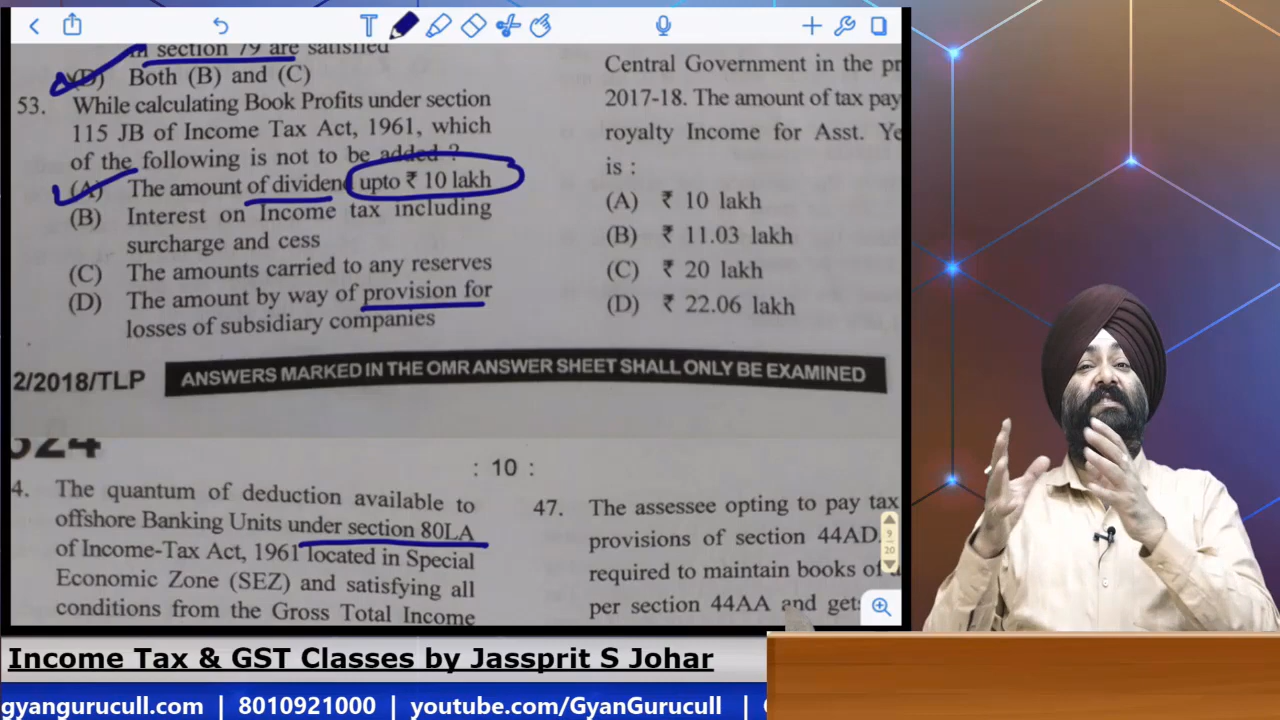 in section 79 are satisfied
(D) Both (B) and (C)
53. While calculating Book Profits under section
115 JB of Income Tax Act, 1961, which
of the following is not to be added ?
(A) The amount of dividend upto ₹ 10 lakh
(B) Interest on Income tax including
surcharge and cess
(C) The amounts carried to any reserves
(D) The amount by way of provision for
losses of subsidiary companies
Central Government in the pr
2017-18. The amount of tax pay
royalty Income for Asst. Ye
is :
(A) ₹ 10 lakh
(B) ₹ 11.03 lakh
(C) ₹ 20 lakh
(D) ₹ 22.06 lakh
2/2018/TLP
ANSWERS MARKED IN THE OMR ANSWER SHEET SHALL ONLY BE EXAMINED
524
: 10 :
4. The quantum of deduction available to
offshore Banking Units under section 80LA
of Income-Tax Act, 1961 located in Special
Economic Zone (SEZ) and satisfying all
conditions from the Gross Total Income
47. The assessee opting to pay tax
provisions of section 44AD
required to maintain books of a
per section 44AA and gets
9
20
Income Tax & GST Classes by Jassprit S Johar
gyangurucull.com | 8010921000 | youtube.com/GyanGurucull |